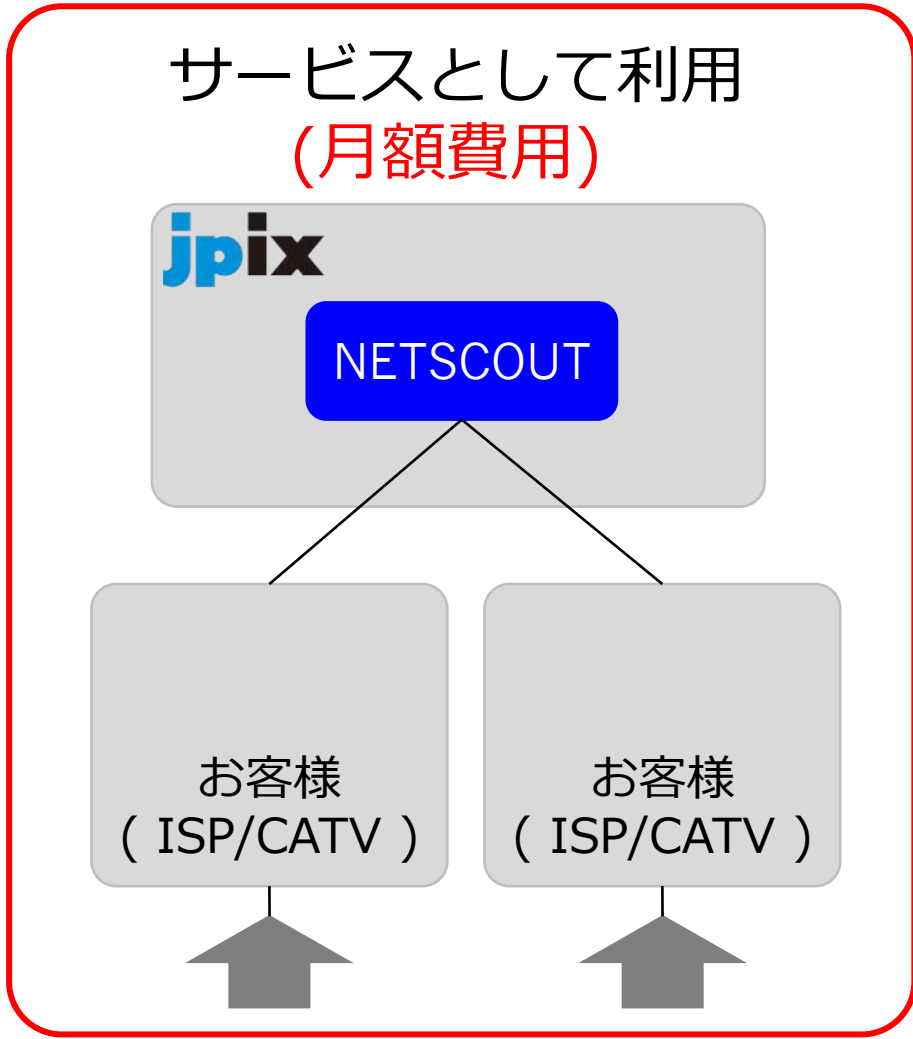 サービスとして利用
(月額費用)
jpix
NETSCOUT
お客様
( ISP/CATV )
お客様
( ISP/CATV )